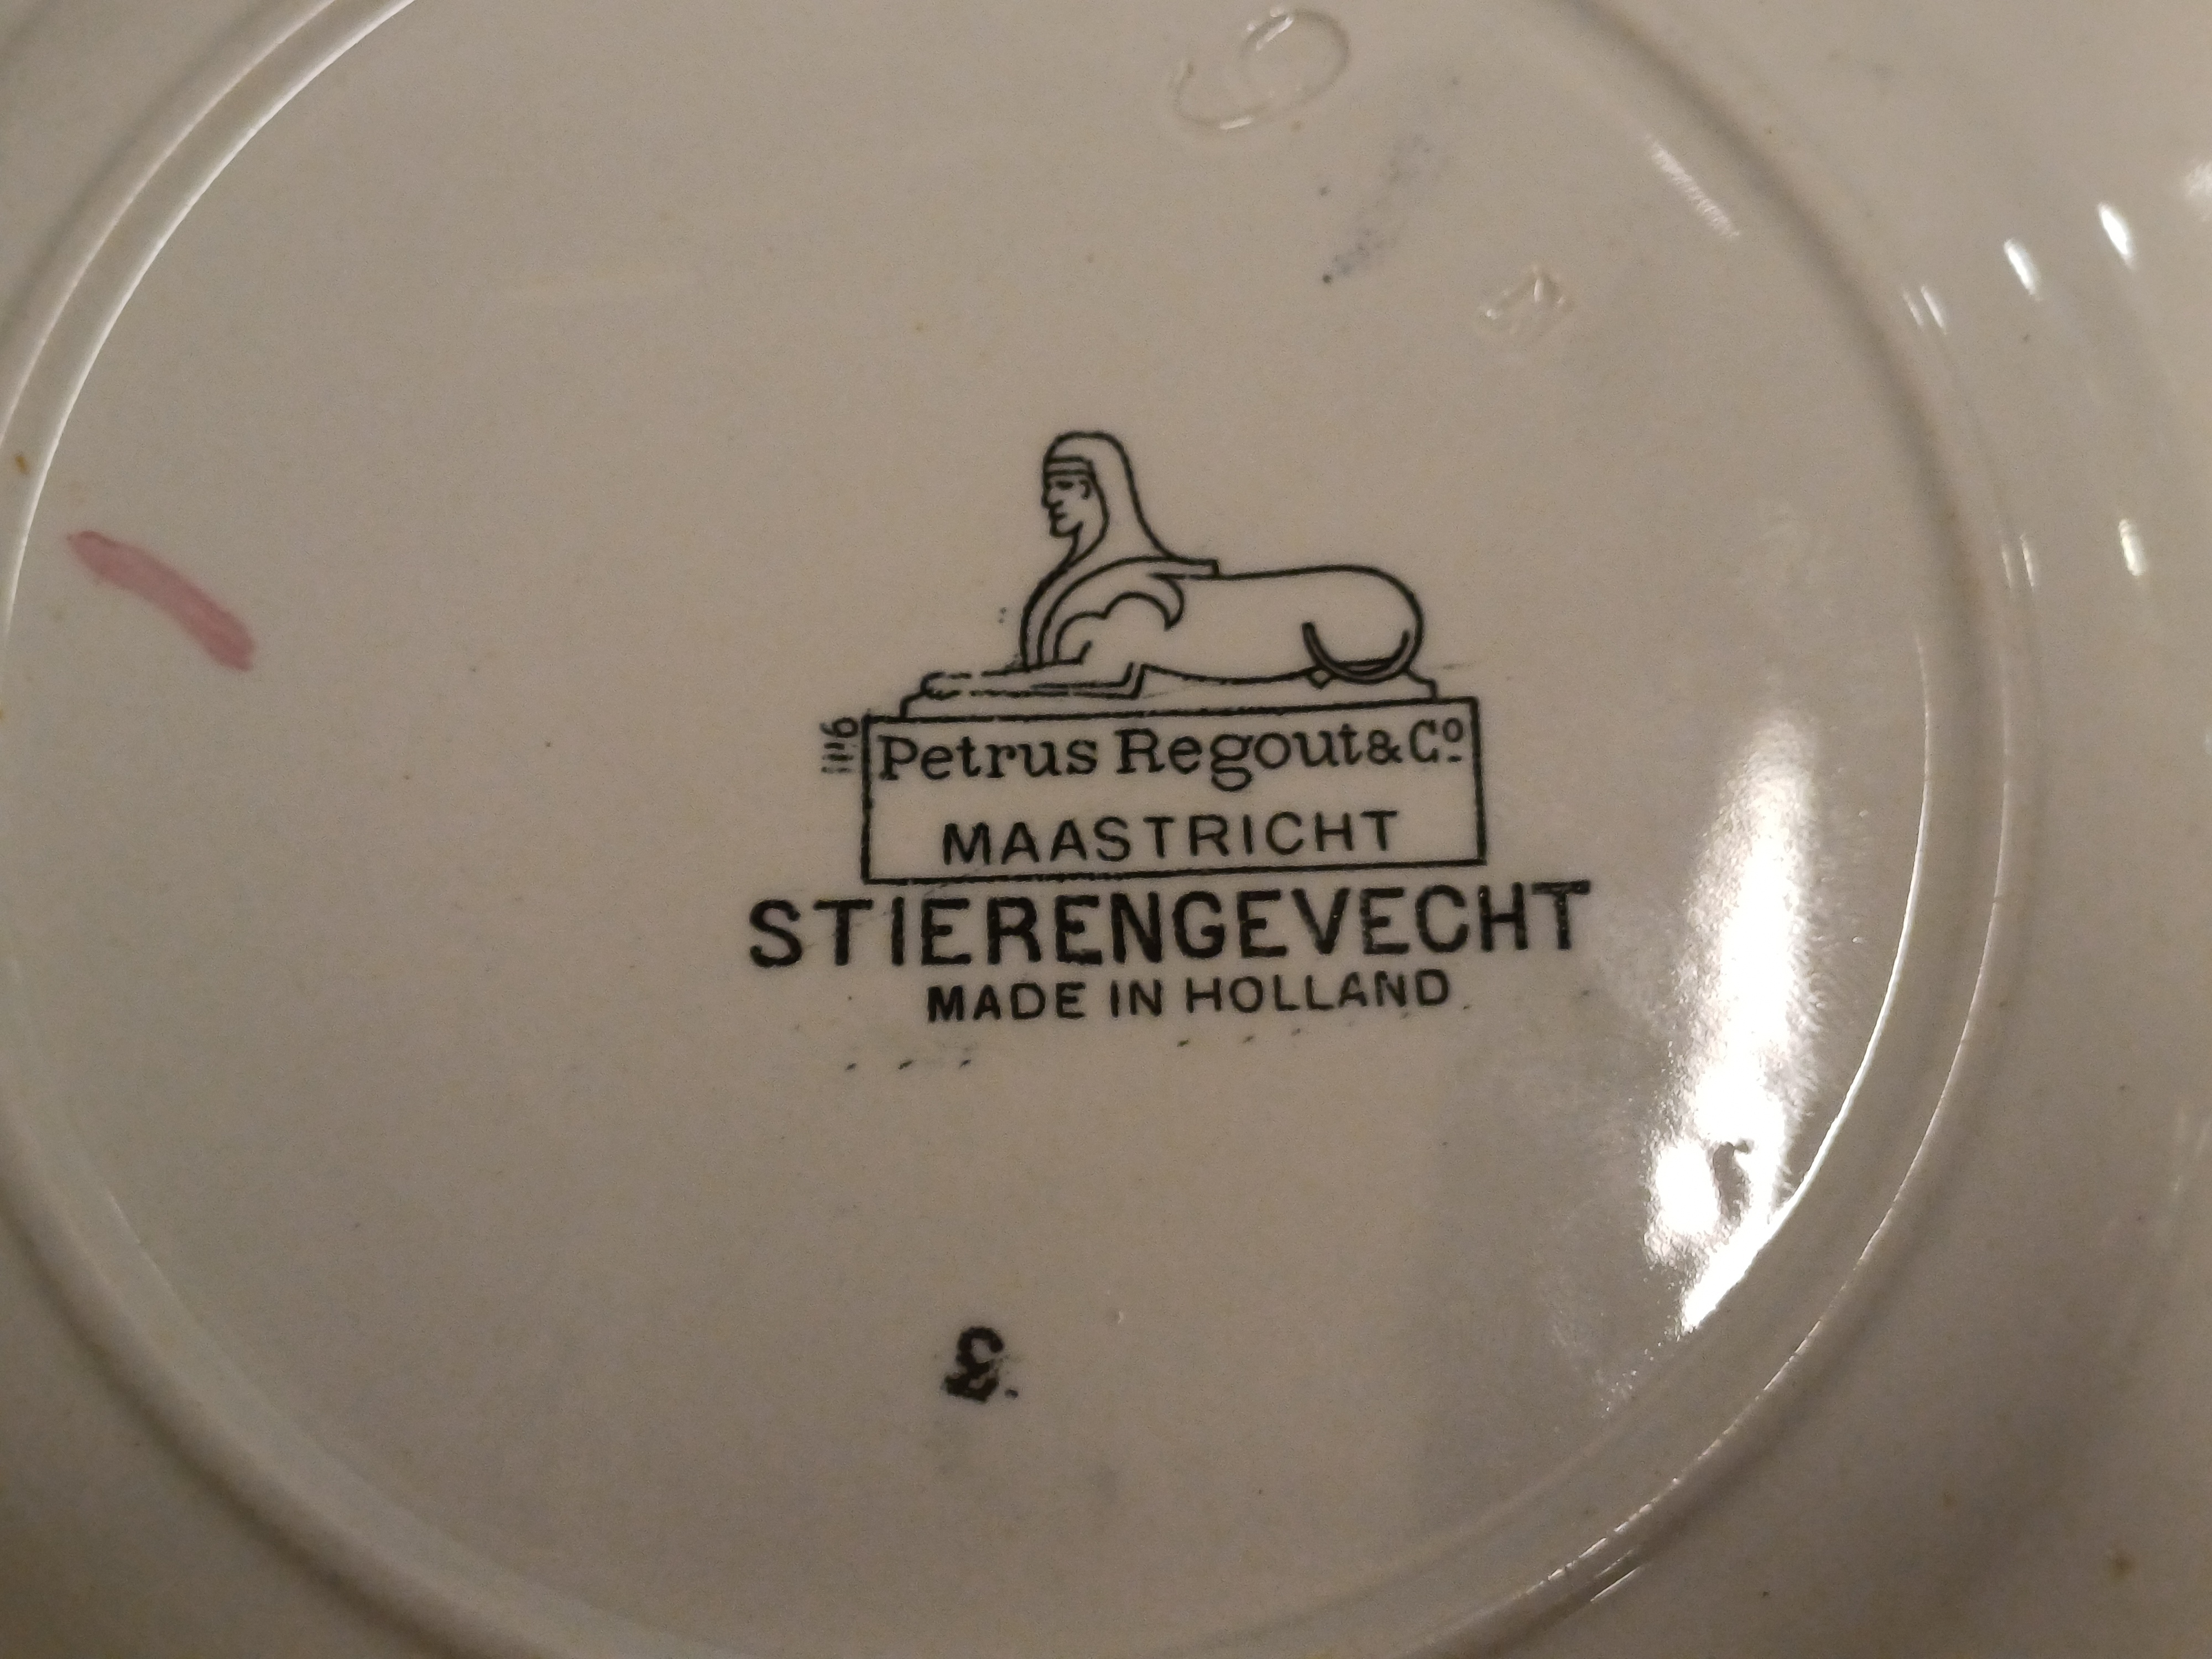 Petrus Regout & Cº
MAASTRICHT
STIERENGEVECHT
MADE IN HOLLAND